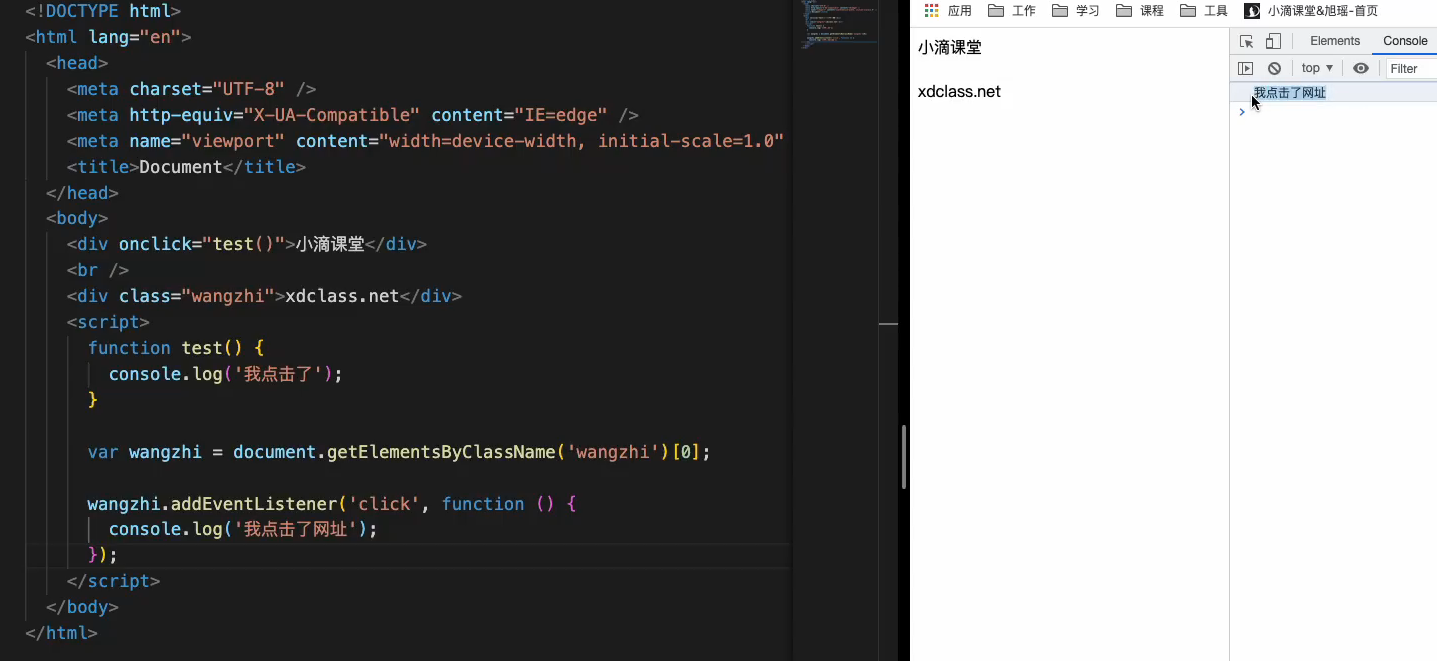 <!DOCTYPE html>
<html lang="en">
<head>
<meta charset="UTF-8" />
<meta http-equiv="X-UA-Compatible" content="IE=edge" />
<meta name="viewport" content="width=device-width, initial-scale=1.0"
<title>Document</title>
</head>
<body>
<div onclick="test()">小滴课堂</div>
<br />
<div class="wangzhi">xdclass.net</div>
<script>
function test() {
console.log('我点击了');
}
var wangzhi = document.getElementsByClassName('wangzhi')[0];
wangzhi.addEventListener('click', function () {
console.log('我点击了网址');
});
</script>
</body>
</html>
应用 工作 学习 课程 工具 小滴课堂&旭瑶-首页
小滴课堂
xdclass.net
Elements Console
top ▼ Filter
我点击了网址
>